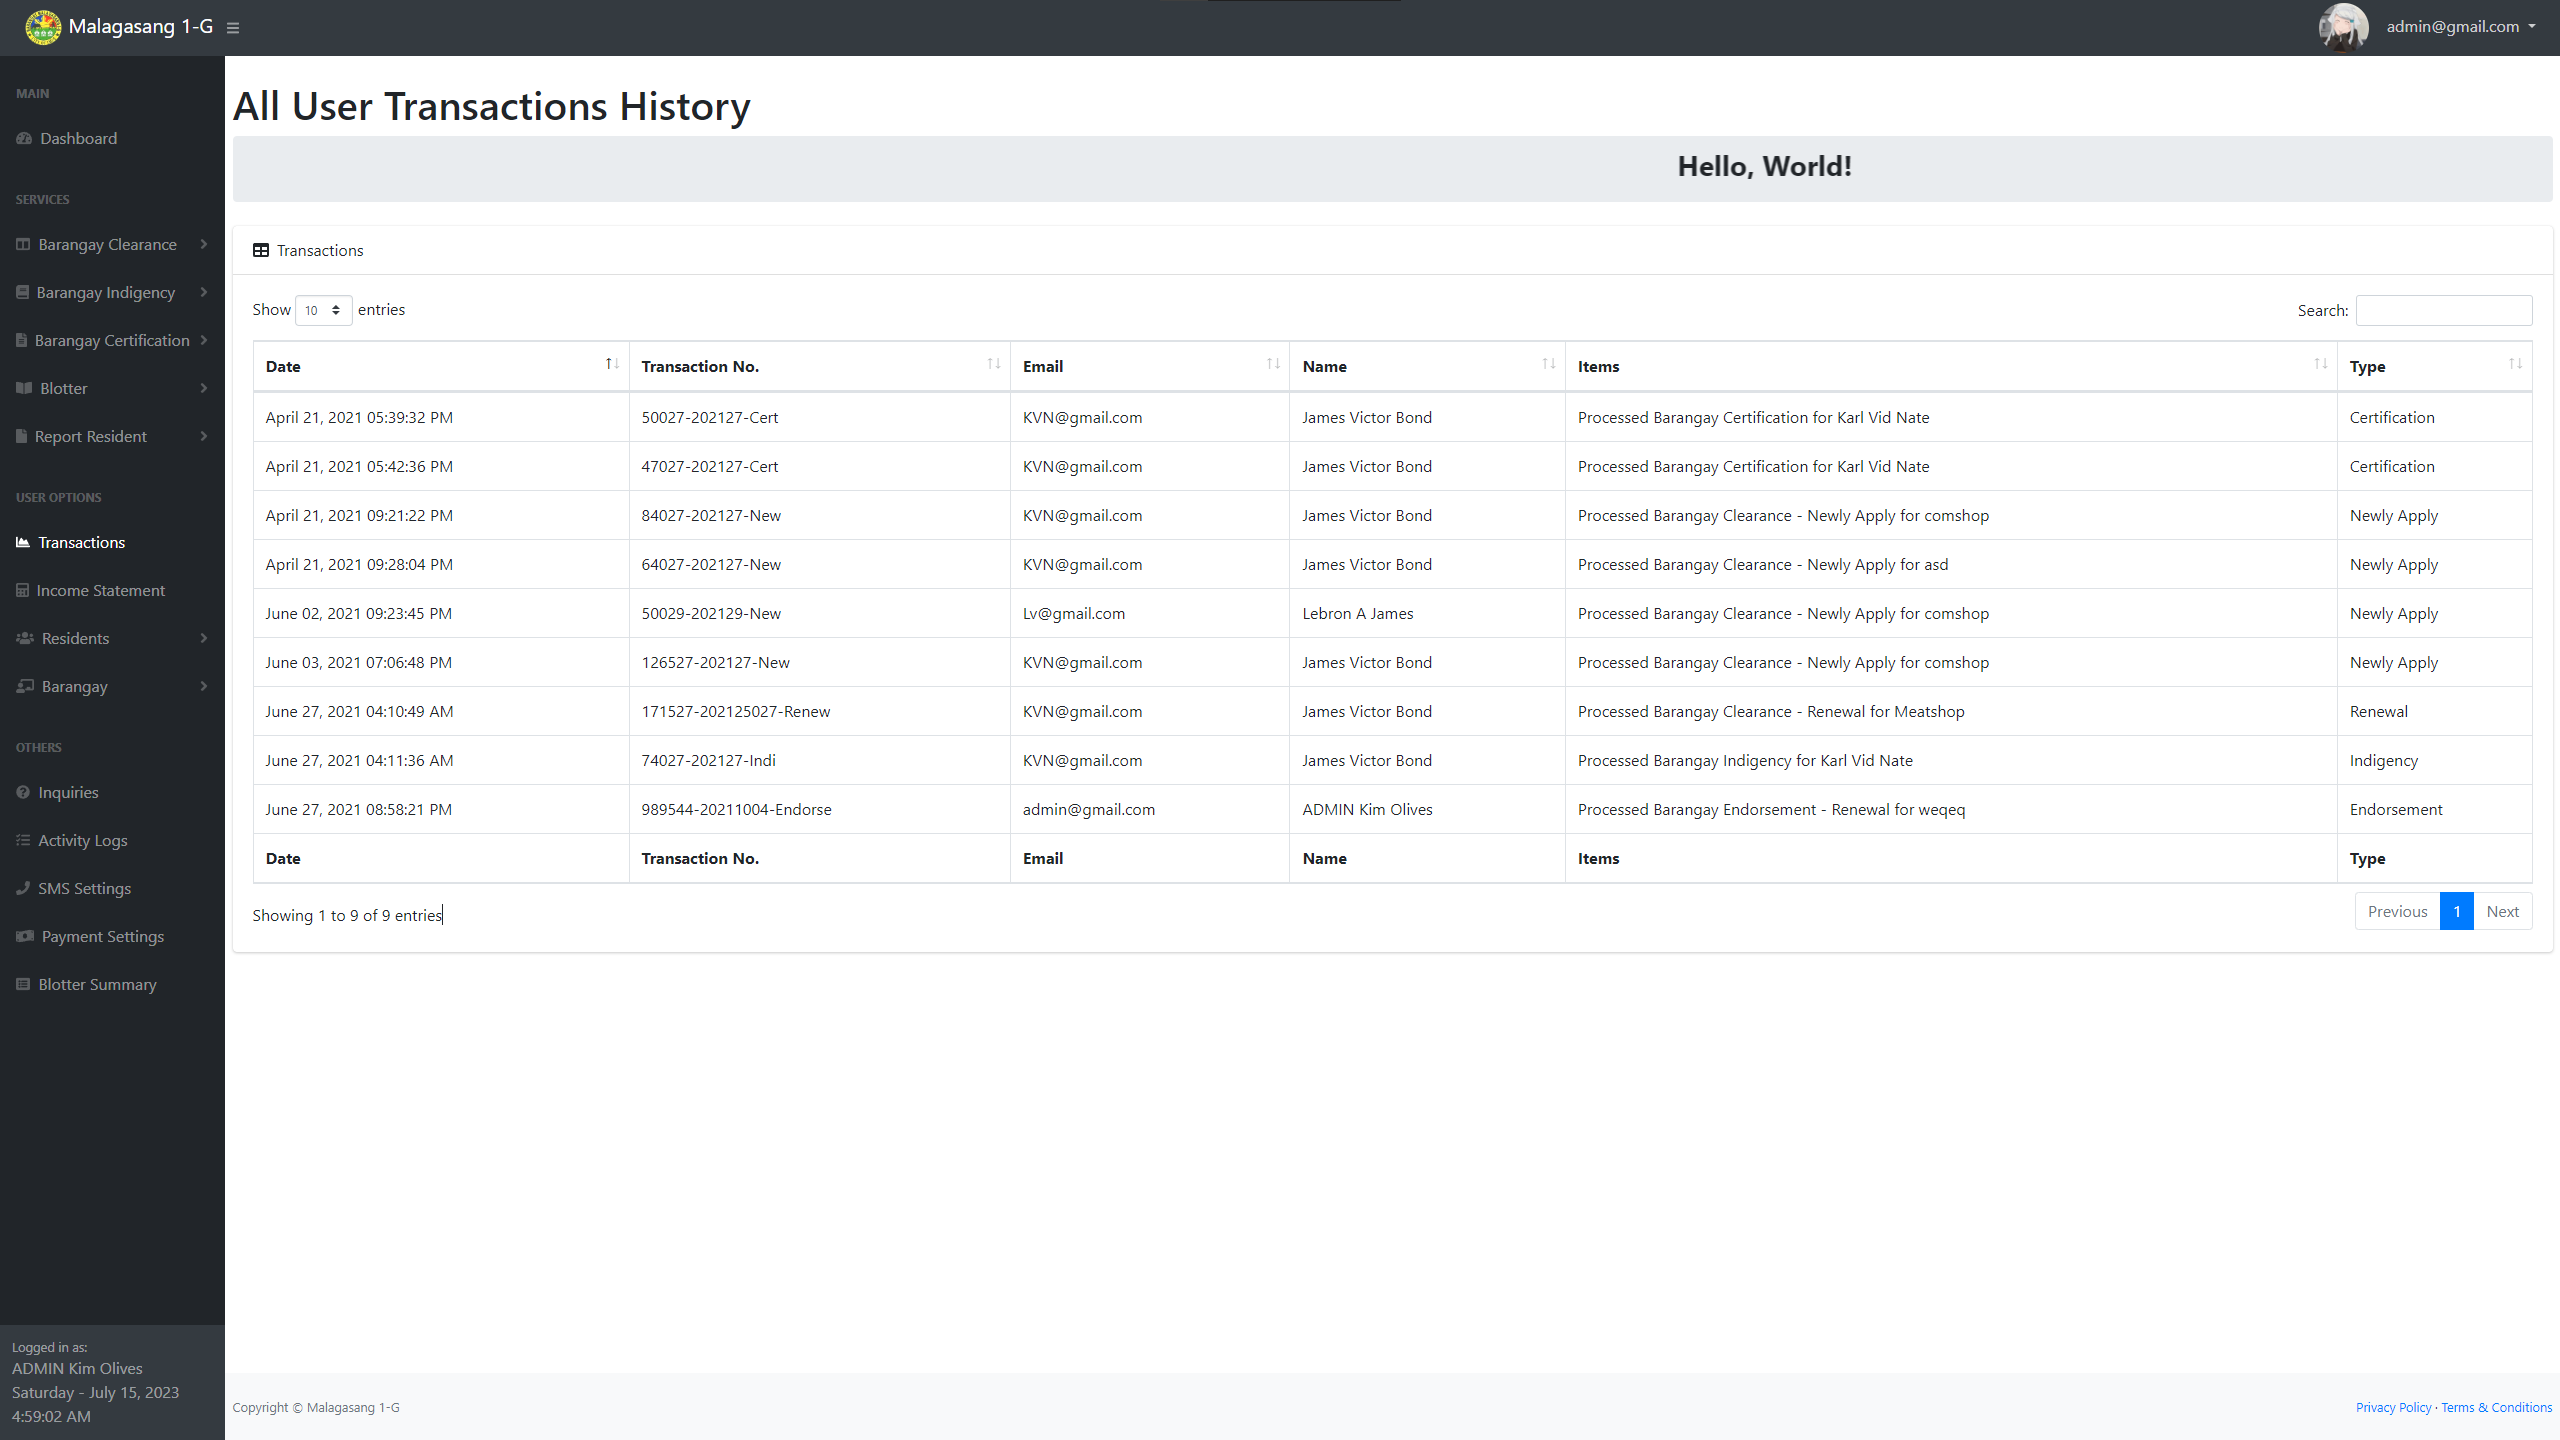 Malagasang 1-G
admin@gmail.com
MAIN
Dashboard
SERVICES
Barangay Clearance
Barangay Indigency
Barangay Certification
Blotter
Report Resident
USER OPTIONS
Transactions
Income Statement
Residents
Barangay
OTHERS
Inquiries
Activity Logs
SMS Settings
Payment Settings
Blotter Summary
Logged in as:
ADMIN Kim Olives
Saturday - July 15, 2023
4:59:02 AM
All User Transactions History
Hello, World!
Transactions
Show 10 entries
Search:
Date Transaction No. Email Name Items Type
April 21, 2021 05:39:32 PM 50027-202127-Cert KVN@gmail.com James Victor Bond Processed Barangay Certification for Karl Vid Nate Certification
April 21, 2021 05:42:36 PM 47027-202127-Cert KVN@gmail.com James Victor Bond Processed Barangay Certification for Karl Vid Nate Certification
April 21, 2021 09:21:22 PM 84027-202127-New KVN@gmail.com James Victor Bond Processed Barangay Clearance - Newly Apply for comshop Newly Apply
April 21, 2021 09:28:04 PM 64027-202127-New KVN@gmail.com James Victor Bond Processed Barangay Clearance - Newly Apply for asd Newly Apply
June 02, 2021 09:23:45 PM 50029-202129-New Lv@gmail.com Lebron A James Processed Barangay Clearance - Newly Apply for comshop Newly Apply
June 03, 2021 07:06:48 PM 126527-202127-New KVN@gmail.com James Victor Bond Processed Barangay Clearance - Newly Apply for comshop Newly Apply
June 27, 2021 04:10:49 AM 171527-202125027-Renew KVN@gmail.com James Victor Bond Processed Barangay Clearance - Renewal for Meatshop Renewal
June 27, 2021 04:11:36 AM 74027-202127-Indi KVN@gmail.com James Victor Bond Processed Barangay Indigency for Karl Vid Nate Indigency
June 27, 2021 08:58:21 PM 989544-20211004-Endorse admin@gmail.com ADMIN Kim Olives Processed Barangay Endorsement - Renewal for weqeq Endorsement
Date Transaction No. Email Name Items Type
Showing 1 to 9 of 9 entries
Previous 1 Next
Copyright © Malagasang 1-G
Privacy Policy · Terms & Conditions